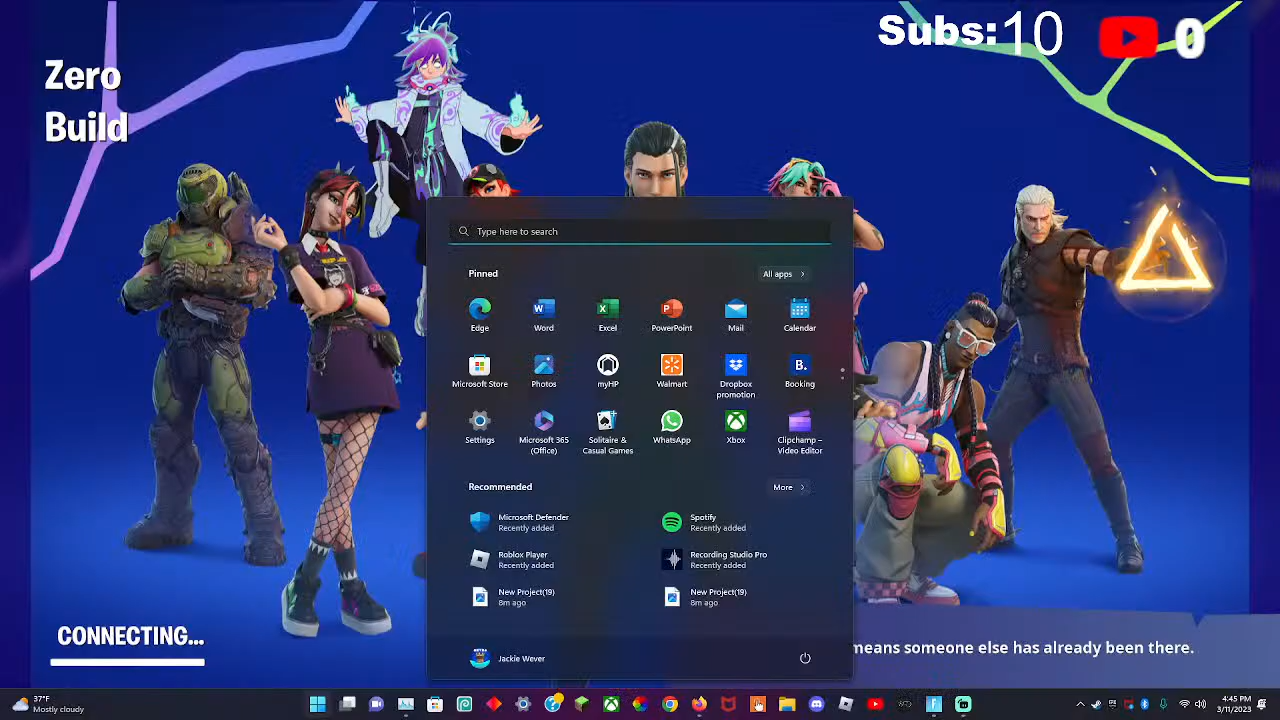 Subs:10
0
Zero
Build
Type here to search
Pinned
All apps
Edge
Word
Excel
PowerPoint
Mail
Calendar
Microsoft Store
Photos
myHP
Walmart
Dropbox
promotion
Booking
Settings
Microsoft 365
(Office)
Solitaire &
Casual Games
WhatsApp
Xbox
Clipchamp –
Video Editor
Recommended
More
Microsoft Defender
Recently added
Spotify
Recently added
Roblox Player
Recently added
Recording Studio Pro
Recently added
New Project(19)
8m ago
New Project(19)
8m ago
CONNECTING...
means someone else has already been there.
Jackie Wever
37°F
Mostly cloudy
4:45 PM
3/11/2023